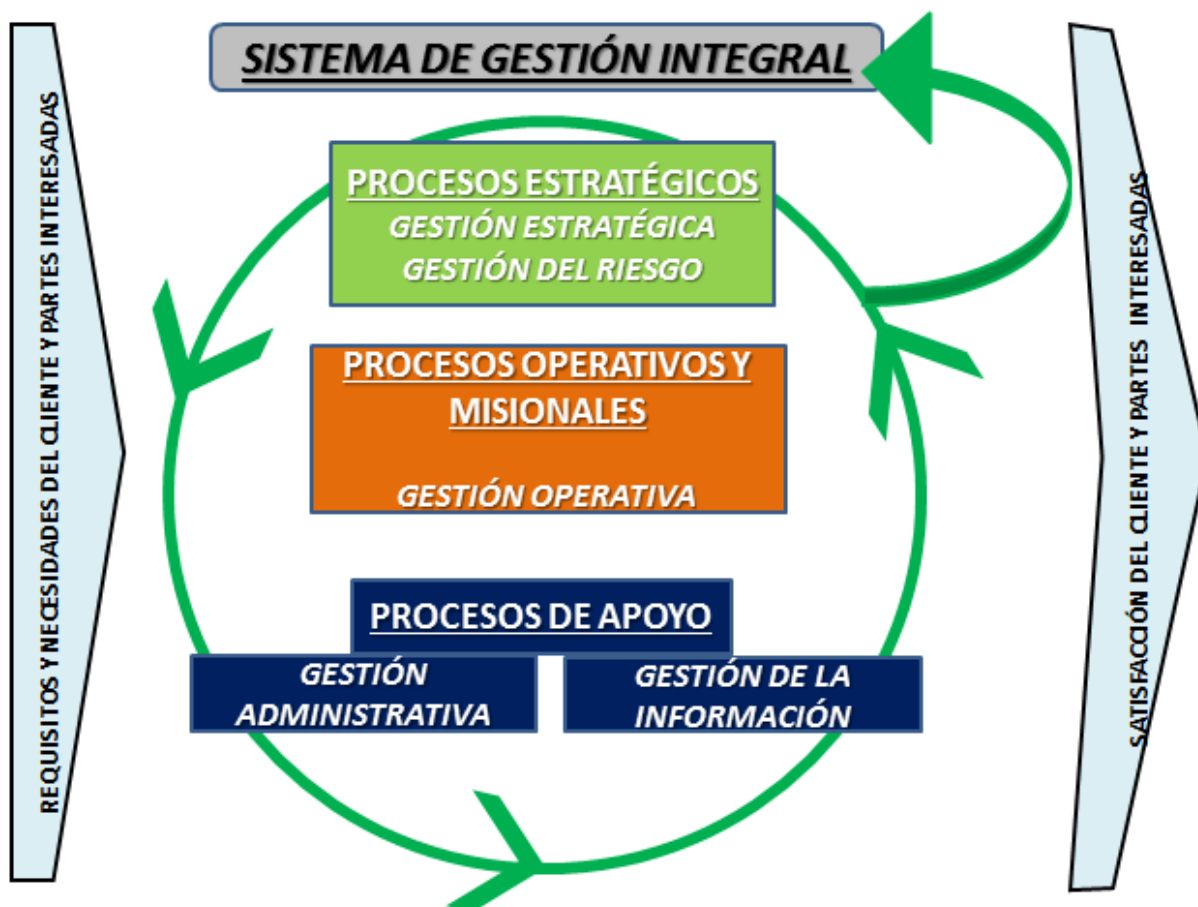 SISTEMA DE GESTIÓN INTEGRAL
REQUISITOS Y NECESIDADES DEL CLIENTE Y PARTES INTERESADAS
PROCESOS ESTRATÉGICOS
GESTIÓN ESTRATÉGICA
GESTIÓN DEL RIESGO
PROCESOS OPERATIVOS Y
MISIONALES
GESTIÓN OPERATIVA
PROCESOS DE APOYO
GESTIÓN
ADMINISTRATIVA
GESTIÓN DE LA
INFORMACIÓN
SATISFACCIÓN DEL CLIENTE Y PARTES INTERESADAS